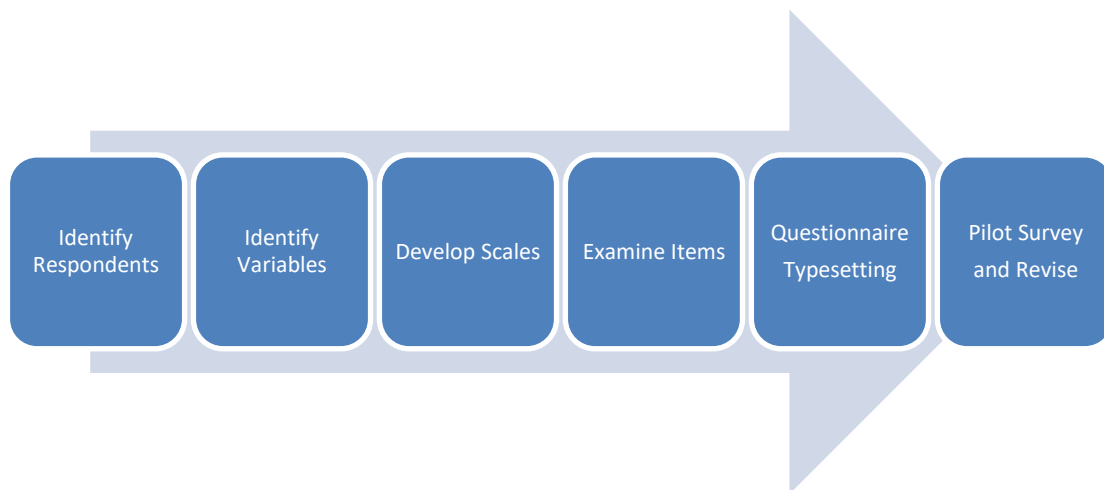 Identify
Respondents
Identify
Variables
Develop Scales
Examine Items
Questionnaire
Typesetting
Pilot Survey
and Revise